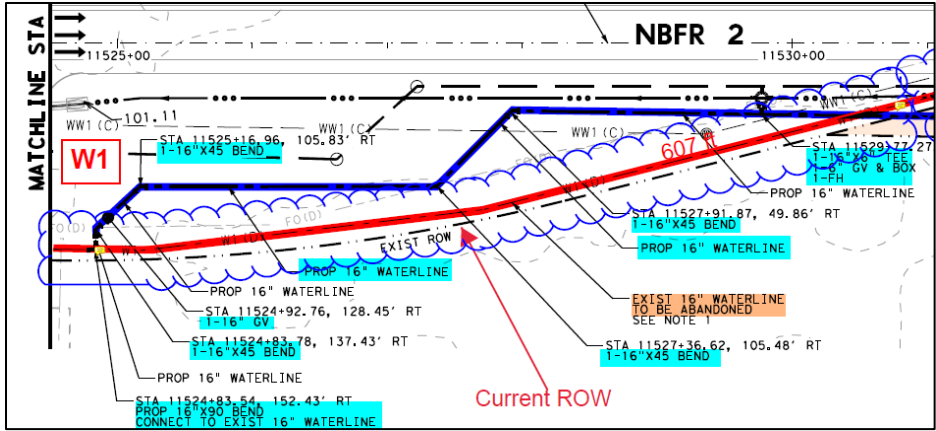 NBFR 2
11525+00
11530+00
MATCHLINE STA
101.11
WW1(C)
WW1(C)
WW1(C)
WW1(C)
W1
STA 11525+16.96, 105.83' RT
1-16"X45 BEND
607 ft
STA 11529+77.27
1-16"X6" TEE
1-6" GV & BOX
1-FH
PROP 16" WATERLINE
STA 11527+91.87, 49.86' RT
1-16"X45 BEND
PROP 16" WATERLINE
FO(D)
FO(D)
FO(D)
W1(D)
W1(D)
EXIST ROW
PROP 16" WATERLINE
PROP 16" WATERLINE
EXIST 16" WATERLINE
TO BE ABANDONED
SEE NOTE 1
STA 11524+92.76, 128.45' RT
1-16" GV
STA 11524+83.78, 137.43' RT
1-16"X45 BEND
STA 11527+36.62, 105.48' RT
1-16"X45 BEND
PROP 16" WATERLINE
Current ROW
STA 11524+83.54, 152.43' RT
PROP 16"X90 BEND
CONNECT TO EXIST 16" WATERLINE